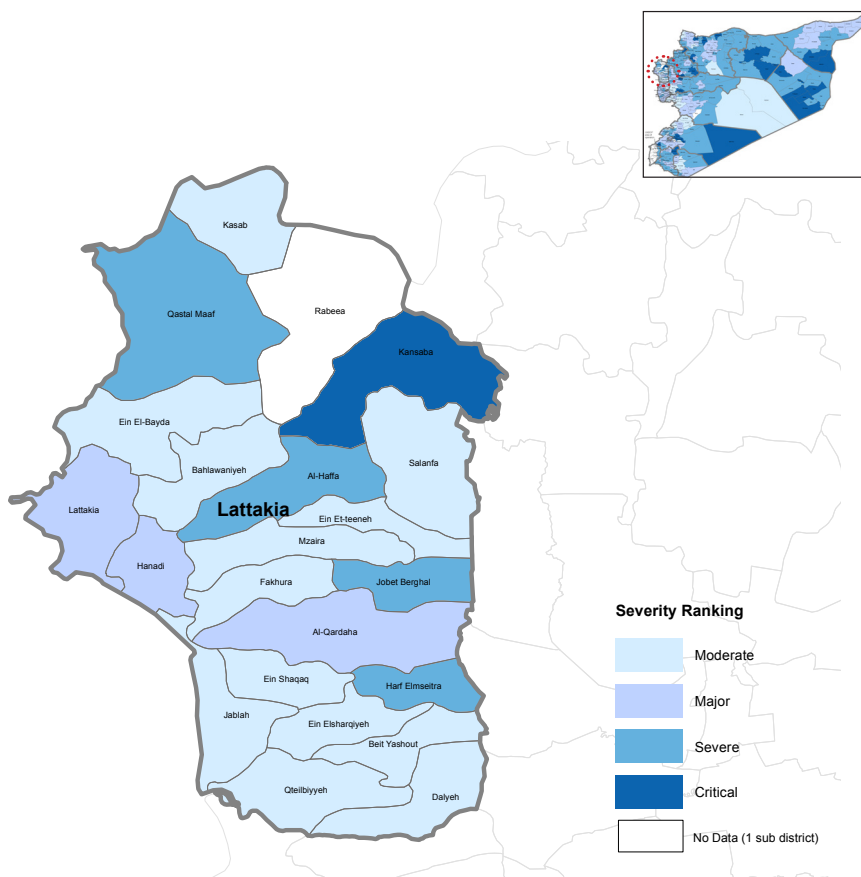 Kasab
Qastal Maaf
Rabeea
Kansaba
Ein El-Bayda
Bahlawaniyeh
Salanfa
Al-Haffa
Lattakia
Lattakia
Ein Et-teeneh
Mzaira
Hanadi
Fakhura
Jobet Berghal
Al-Qardaha
Ein Shaqaq
Harf Elmseitra
Jablah
Ein Elsharqiyeh
Beit Yashout
Qteilbiyyeh
Dalyeh
Severity Ranking
Moderate
Major
Severe
Critical
No Data (1 sub district)